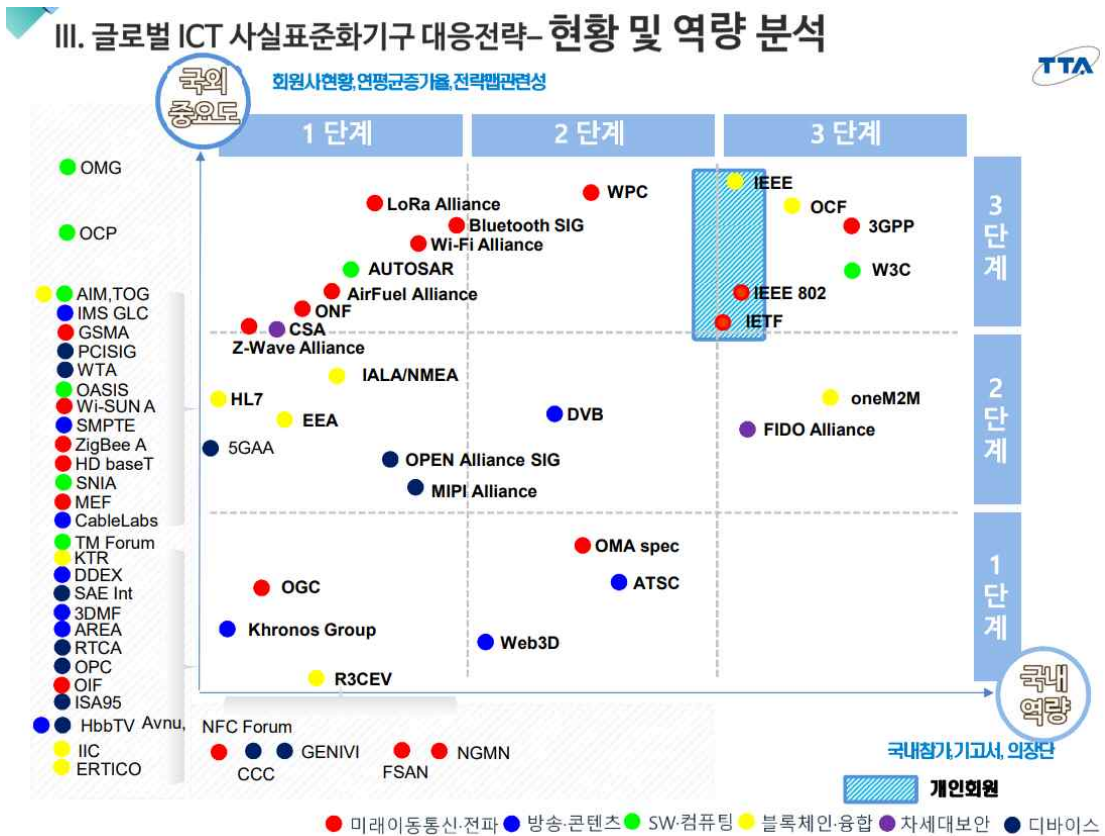 III. 글로벌 ICT 사실표준화기구 대응전략– 현황 및 역량 분석
TTA
국외
중요도
회원사현황,연평균증가율,전략맵관련성
1 단계
2 단계
3 단계
3
단
계
2
단
계
1
단
계
OMG
OCP
AIM,TOG
IMS GLC
GSMA
PCISIG
WTA
OASIS
Wi-SUN A
SMPTE
ZigBee A
HD baseT
SNIA
MEF
CableLabs
TM Forum
KTR
DDEX
SAE Int
3DMF
AREA
RTCA
OPC
OIF
ISA95
HbbTV Avnu,
IIC
ERTICO
LoRa Alliance
Bluetooth SIG
Wi-Fi Alliance
AUTOSAR
AirFuel Alliance
ONF
CSA
Z-Wave Alliance
WPC
IEEE
OCF
3GPP
W3C
IEEE 802
IETF
IALA/NMEA
HL7
EEA
5GAA
OPEN Alliance SIG
MIPI Alliance
DVB
oneM2M
FIDO Alliance
OMA spec
ATSC
OGC
Khronos Group
Web3D
R3CEV
NFC Forum
CCC
GENIVI
FSAN
NGMN
국내
역량
국내참가,기고서, 의장단
개인회원
미래이동통신·전파
방송·콘텐츠
SW·컴퓨팅
블록체인·융합
차세대보안
디바이스